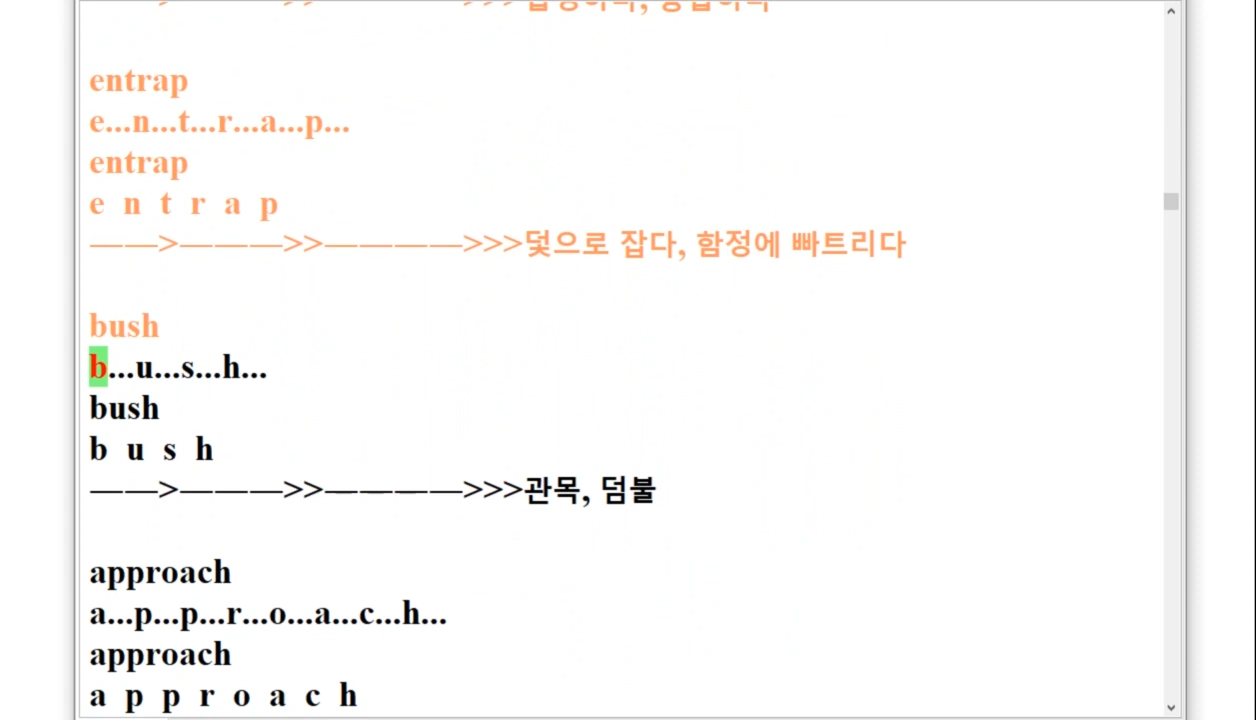 entrap
e...n...t...r...a...p...
entrap
e n t r a p
——>———>>————>>>덫으로 잡다, 함정에 빠트리다
bush
b...u...s...h...
bush
b u s h
——>———>>————>>>관목, 덤불
approach
a...p...p...r...o...a...c...h...
approach
a p p r o a c h